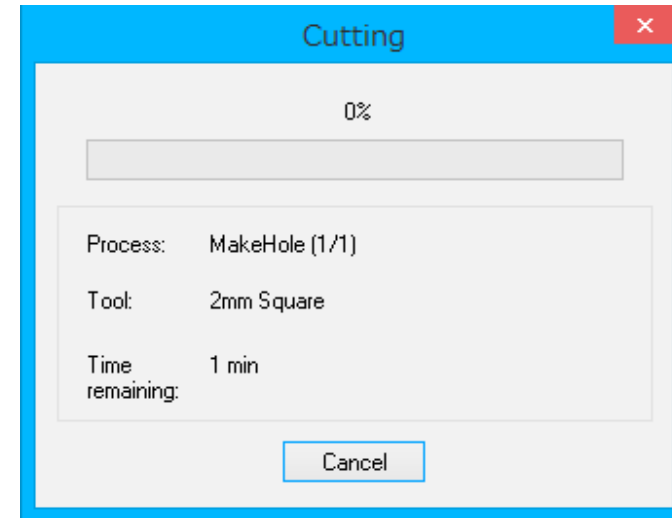 Cutting
0%
Process: MakeHole (1/1)
Tool: 2mm Square
Time remaining: 1 min
Cancel